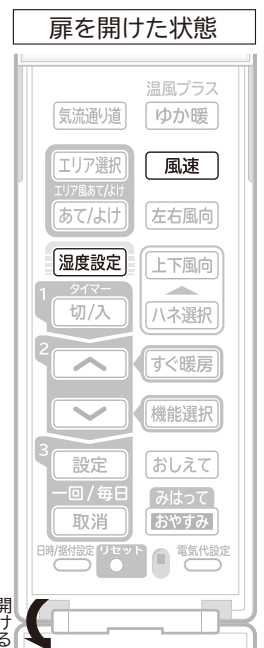 扉を開けた状態
温風プラス
気流通り道
ゆか暖
エリア選択
風速
エリア風あて/よけ
あて/よけ
左右風向
湿度設定
上下風向
1
タイマー
切/入
ハネ選択
2
すぐ暖房
機能選択
3
設定
おしえて
一回/毎日
みはって
取消
おやすみ
日時/据付設定
リセット
電気代設定
開ける